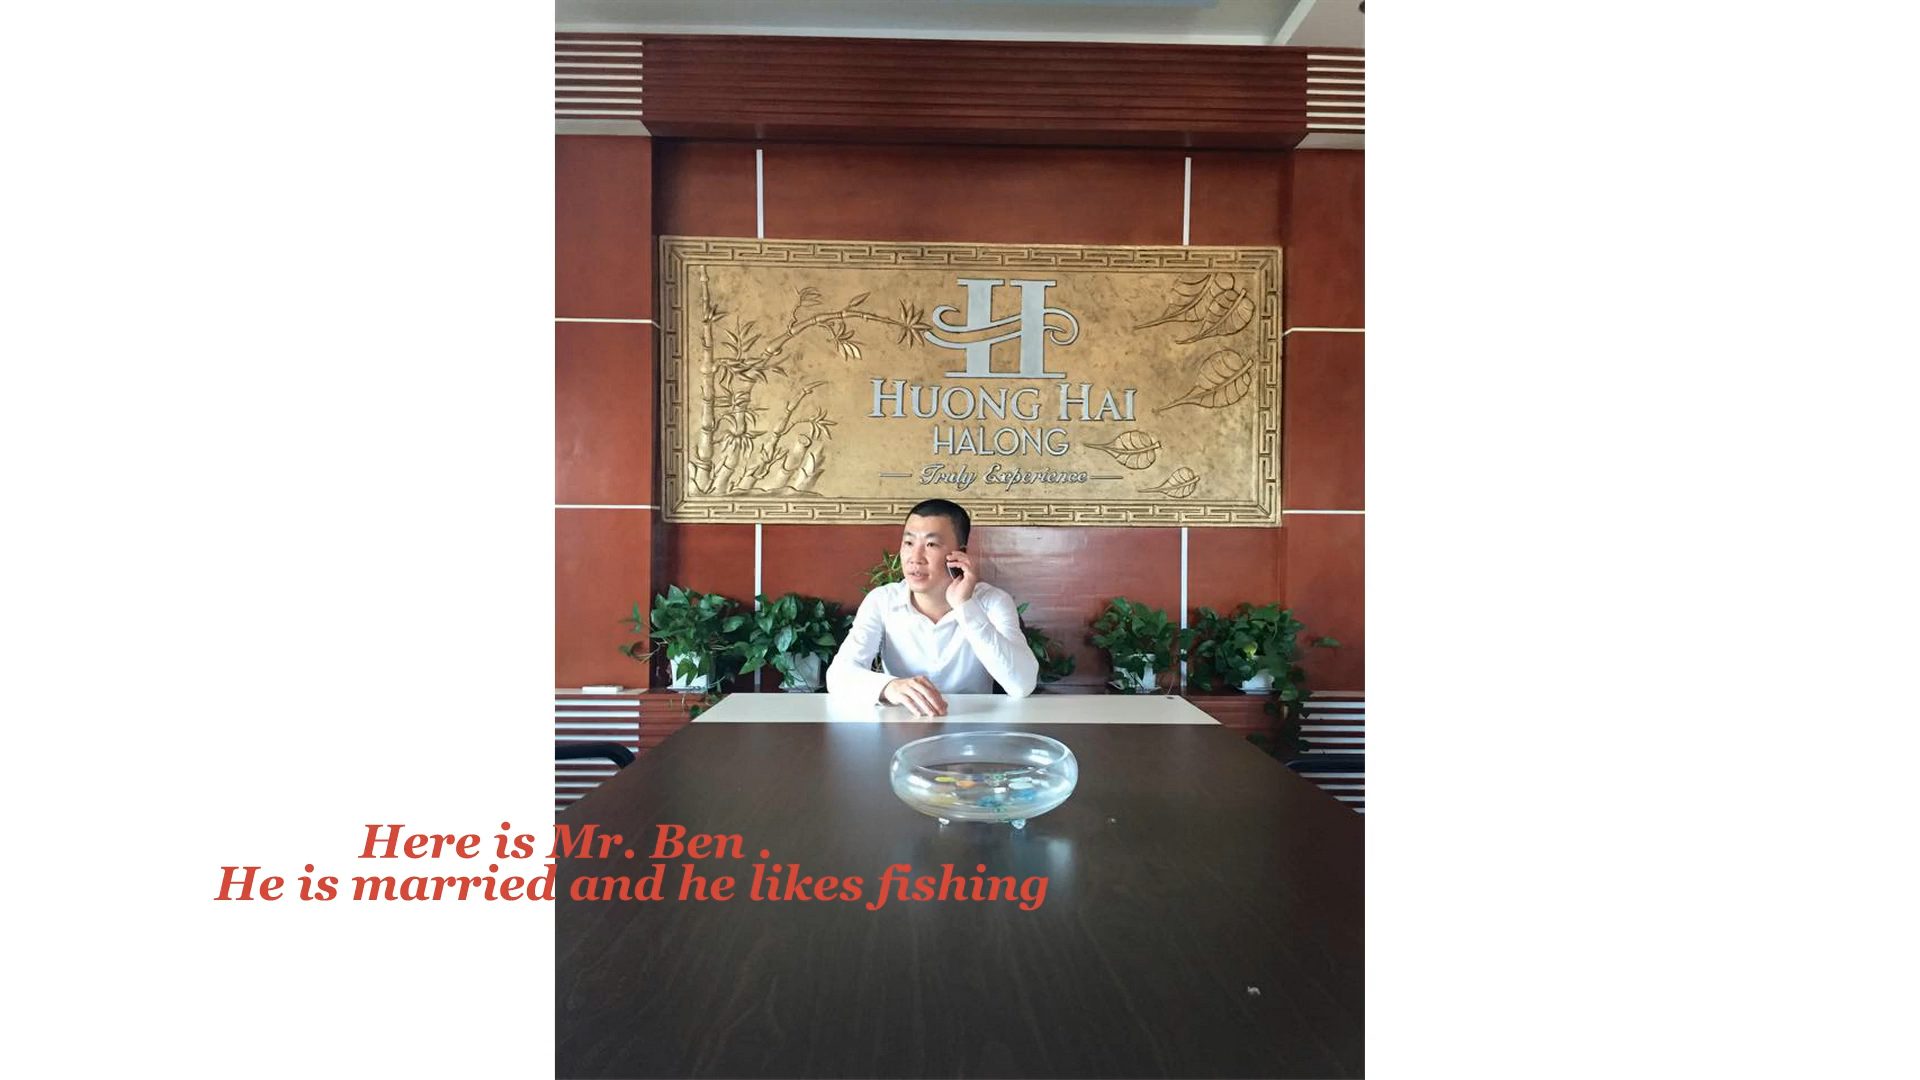 H
HUONG HAI
HALONG
Truly Experience
Here is Mr. Ben .
He is married and he likes fishing